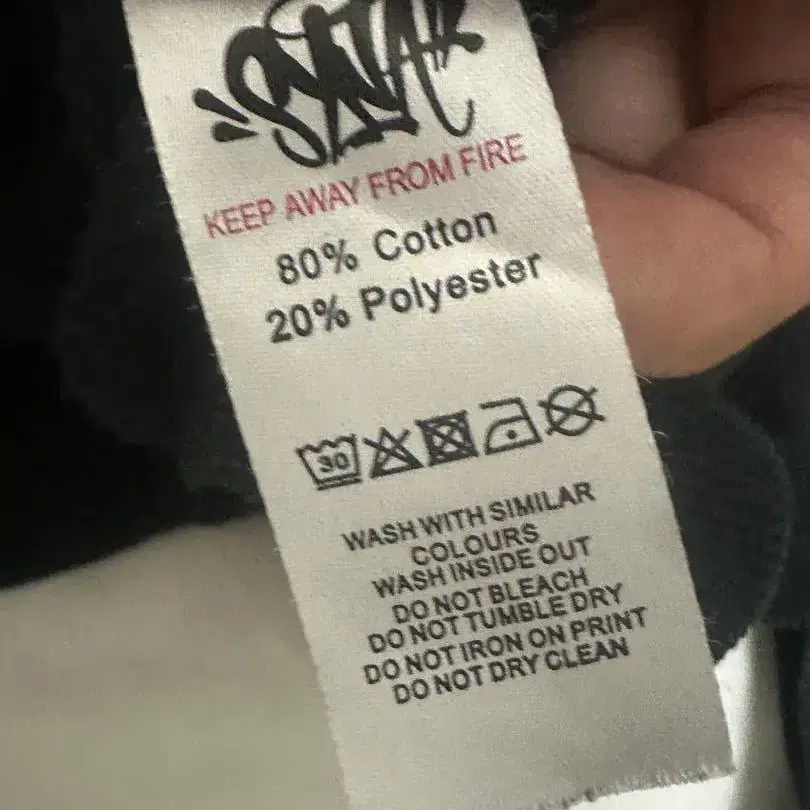 SYNA
KEEP AWAY FROM FIRE
80% Cotton
20% Polyester
30
WASH WITH SIMILAR
COLOURS
WASH INSIDE OUT
DO NOT BLEACH
DO NOT TUMBLE DRY
DO NOT IRON ON PRINT
DO NOT DRY CLEAN